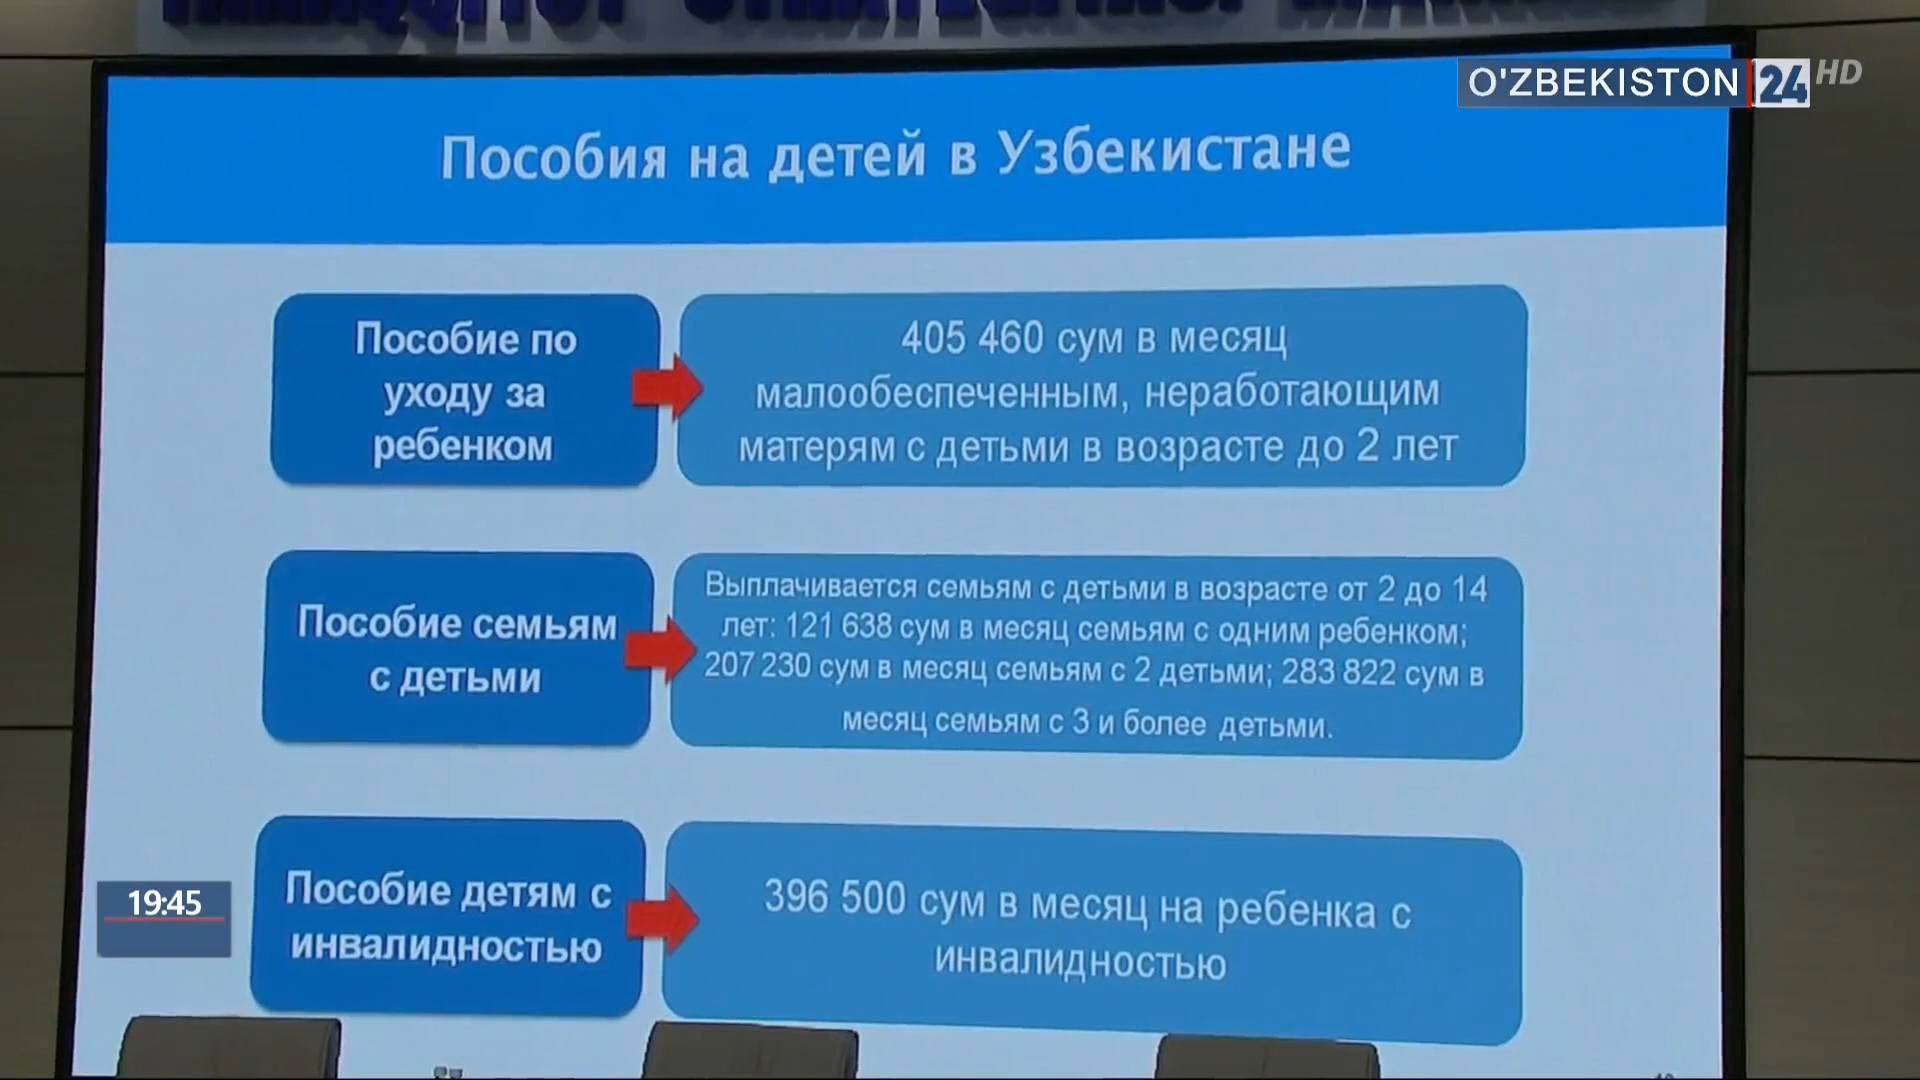 O'ZBEKISTON 24 HD
Пособия на детей в Узбекистане
Пособие по
уходу за
ребенком
405 460 сум в месяц
малообеспеченным, неработающим
матерям с детьми в возрасте до 2 лет
Пособие семьям
с детьми
Выплачивается семьям с детьми в возрасте от 2 до 14
лет: 121 638 сум в месяц семьям с одним ребенком;
207 230 сум в месяц семьям с 2 детьми; 283 822 сум в
месяц семьям с 3 и более детьми.
Пособие детям с
инвалидностью
396 500 сум в месяц на ребенка с
инвалидностью
19:45